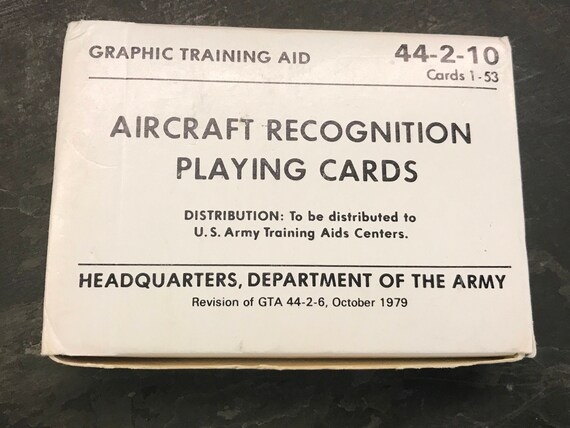 GRAPHIC TRAINING AID
44-2-10
Cards 1-53
AIRCRAFT RECOGNITION
PLAYING CARDS
DISTRIBUTION: To be distributed to
U.S. Army Training Aids Centers.
HEADQUARTERS, DEPARTMENT OF THE ARMY
Revision of GTA 44-2-6, October 1979